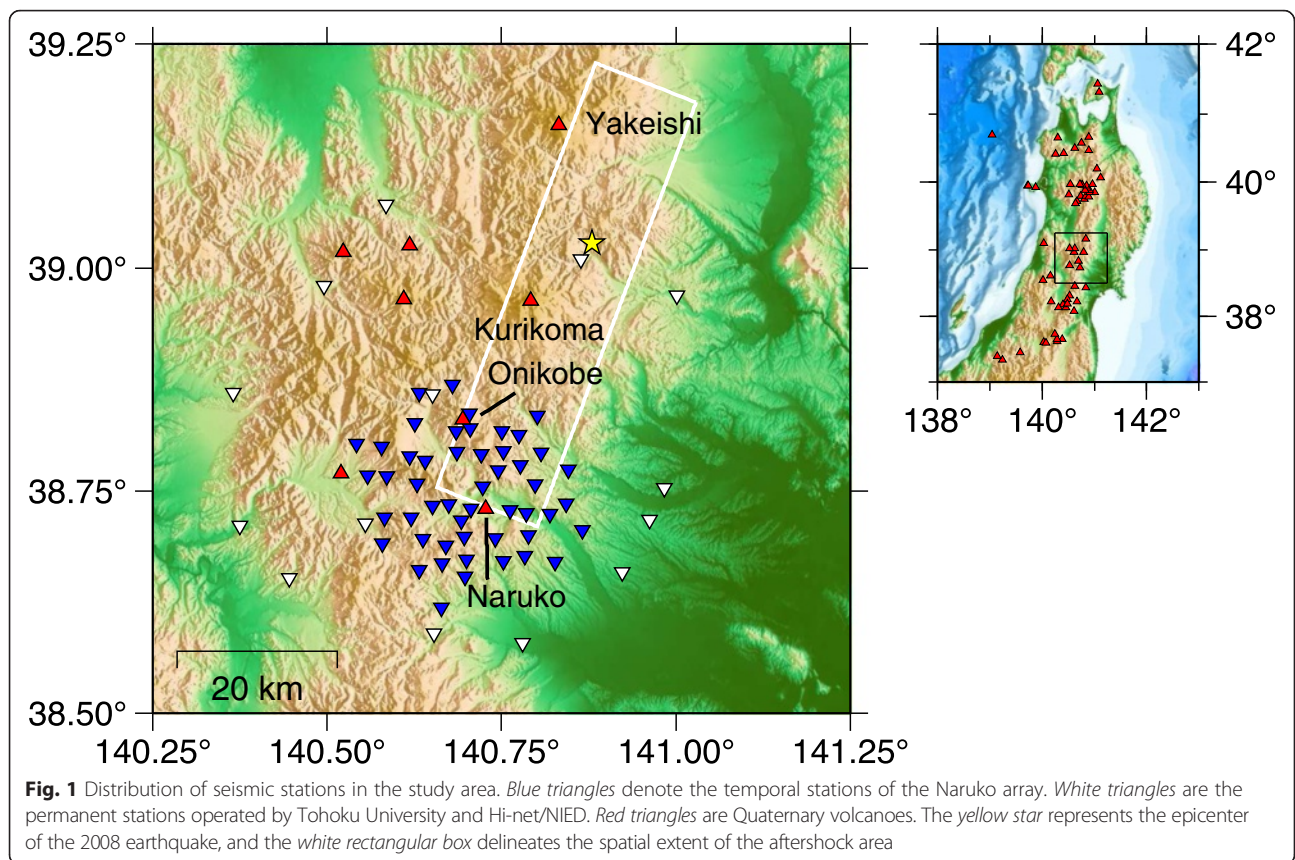 39.25°
39.00°
38.75°
38.50°
140.25°
140.50°
140.75°
141.00°
141.25°
Yakeishi
Kurikoma
Onikobe
Naruko
20 km
42°
40°
38°
138°
140°
142°
Fig. 1 Distribution of seismic stations in the study area. Blue triangles denote the temporal stations of the Naruko array. White triangles are the
permanent stations operated by Tohoku University and Hi-net/NIED. Red triangles are Quaternary volcanoes. The yellow star represents the epicenter
of the 2008 earthquake, and the white rectangular box delineates the spatial extent of the aftershock area